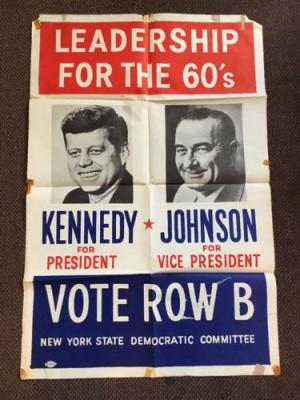 LEADERSHIP
FOR THE 60's
KENNEDY ★ JOHNSON
FOR FOR
PRESIDENT VICE PRESIDENT
VOTE ROW B
NEW YORK STATE DEMOCRATIC COMMITTEE